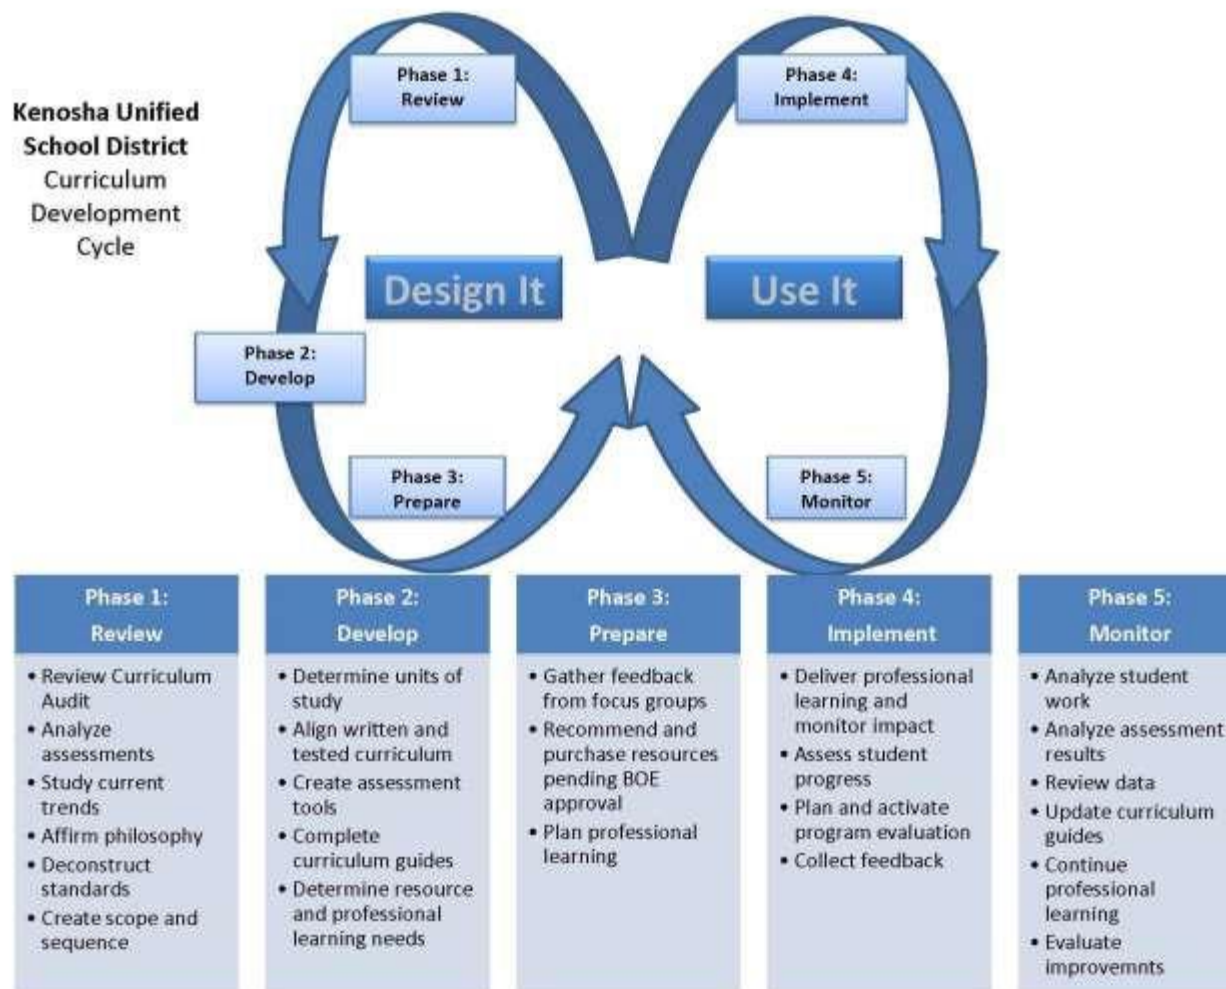 Kenosha Unified
School District
Curriculum
Development
Cycle
Phase 1:
Review
Phase 4:
Implement
Design It
Use It
Phase 2:
Develop
Phase 3:
Prepare
Phase 5:
Monitor
Phase 1:
Review
• Review Curriculum
Audit
• Analyze
assessments
• Study current
trends
• Affirm philosophy
• Deconstruct
standards
• Create scope and
sequence
Phase 2:
Develop
• Determine units of
study
• Align written and
tested curriculum
• Create assessment
tools
• Complete
curriculum guides
• Determine resource
and professional
learning needs
Phase 3:
Prepare
• Gather feedback
from focus groups
• Recommend and
purchase resources
pending BOE
approval
• Plan professional
learning
Phase 4:
Implement
• Deliver professional
learning and
monitor impact
• Assess student
progress
• Plan and activate
program evaluation
• Collect feedback
Phase 5:
Monitor
• Analyze student
work
• Analyze assessment
results
• Review data
• Update curriculum
guides
• Continue
professional
learning
• Evaluate
improvemnts